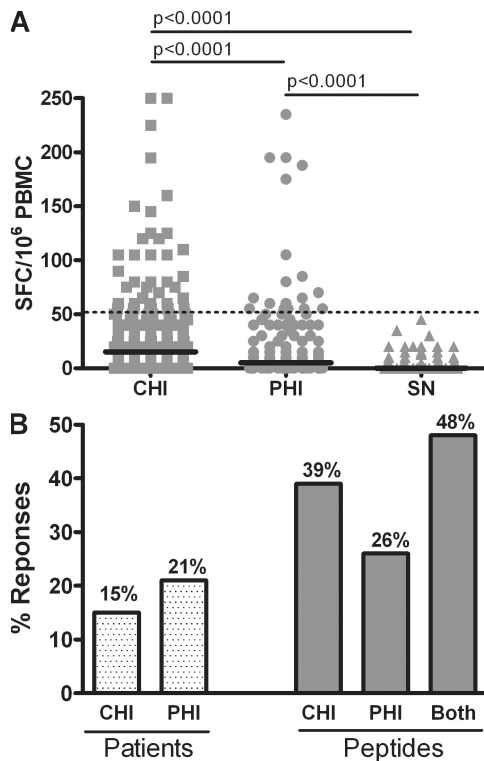 A
p<0.0001
p<0.0001
p<0.0001
SFC/10⁶ PBMC
250
200
150
100
50
0
CHI PHI SN
B
% Reponses
50
40
30
20
10
0
15%
21%
39%
26%
48%
CHI PHI CHI PHI Both
Patients Peptides